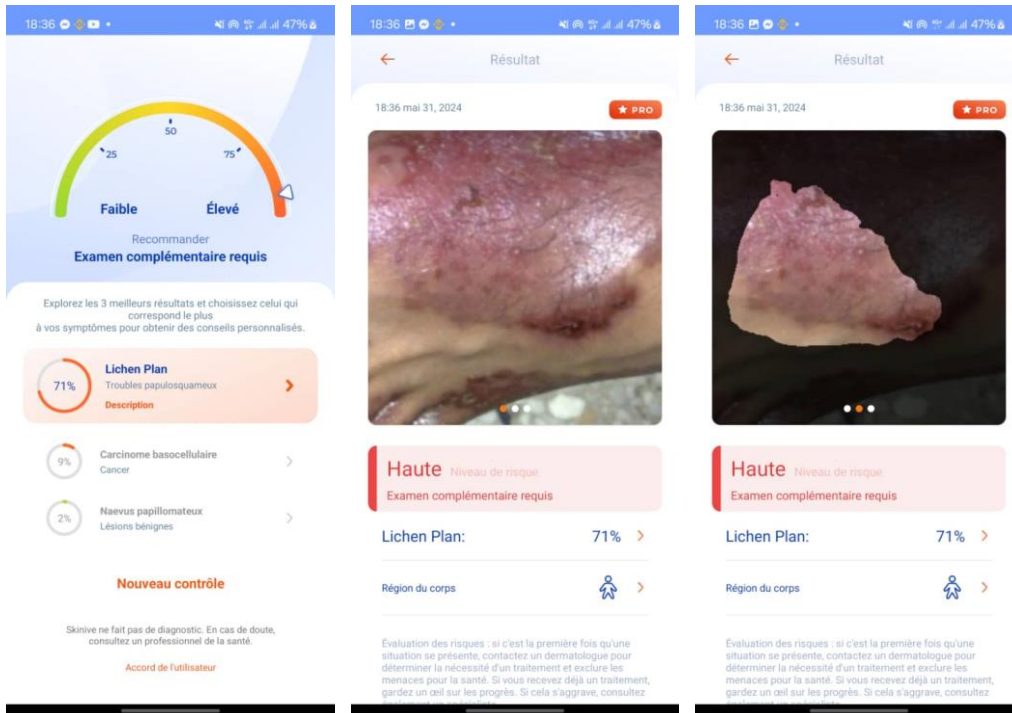 18:36
47%
50
25
75
Faible
Élevé
Recommander
Examen complémentaire requis
Explorez les 3 meilleurs résultats et choisissez celui qui
correspond le plus
à vos symptômes pour obtenir des conseils personnalisés.
71%
Lichen Plan
Troubles papulosquameux
Description
9%
Carcinome basocellulaire
Cancer
2%
Naevus papillomateux
Lésions bénignes
Nouveau contrôle
Skinive ne fait pas de diagnostic. En cas de doute,
consultez un professionnel de la santé.
Accord de l'utilisateur
18:36
47%
Résultat
18:36 mai 31, 2024
PRO
Haute Niveau de risque
Examen complémentaire requis
Lichen Plan: 71%
Région du corps
Évaluation des risques : si c'est la première fois qu'une
situation se présente, contactez un dermatologue pour
déterminer la nécessité d'un traitement et exclure les
menaces pour la santé. Si vous recevez déjà un traitement,
gardez un œil sur les progrès. Si cela s'aggrave, consultez
18:36
47%
Résultat
18:36 mai 31, 2024
PRO
Haute Niveau de risque
Examen complémentaire requis
Lichen Plan: 71%
Région du corps
Évaluation des risques : si c'est la première fois qu'une
situation se présente, contactez un dermatologue pour
déterminer la nécessité d'un traitement et exclure les
menaces pour la santé. Si vous recevez déjà un traitement,
gardez un œil sur les progrès. Si cela s'aggrave, consultez